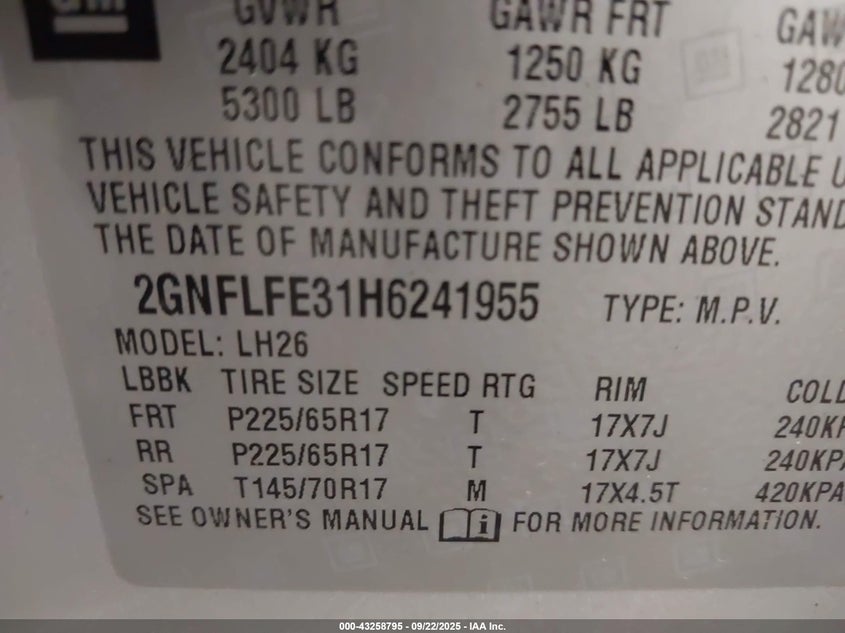 GM
GVWR GAWR FRT GAW
2404 KG 1250 KG 1280
5300 LB 2755 LB 2821
THIS VEHICLE CONFORMS TO ALL APPLICABLE U
VEHICLE SAFETY AND THEFT PREVENTION STAND
THE DATE OF MANUFACTURE SHOWN ABOVE.
2GNFLFE31H6241955 TYPE: M.P.V.
MODEL: LH26
LBBK TIRE SIZE SPEED RTG RIM COLD
FRT P225/65R17 T 17X7J 240KP
RR P225/65R17 T 17X7J 240KPA
SPA T145/70R17 M 17X4.5T 420KPA
SEE OWNER'S MANUAL i FOR MORE INFORMATION.
000-43258795 - 09/22/2025 - IAA Inc.